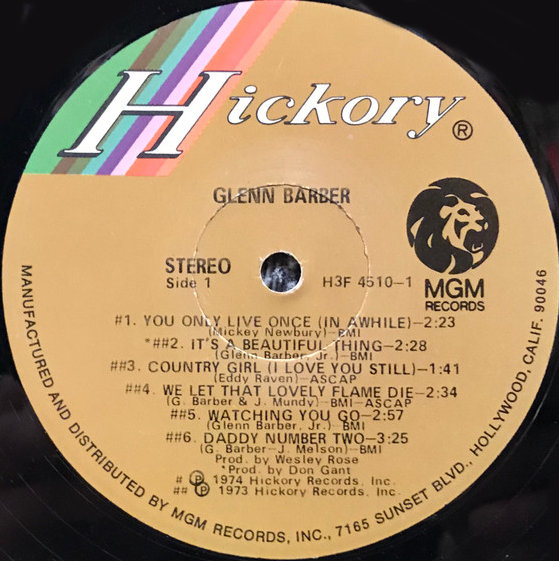 Hickory ®
GLENN BARBER
STEREO
Side 1
H3F 4510-1
MGM
RECORDS
#1. YOU ONLY LIVE ONCE (IN AWHILE)—2:23
(Mickey Newbury)—BMI
*##2. IT'S A BEAUTIFUL THING—2:28
(Glenn Barber, Jr.)—BMI
##3. COUNTRY GIRL (I LOVE YOU STILL)—1:41
(Eddy Raven)—ASCAP
##4. WE LET THAT LOVELY FLAME DIE—2:34
(G. Barber & J. Mundy)—BMI—ASCAP
##5. WATCHING YOU GO—2:57
(Glenn Barber, Jr.)—BMI
##6. DADDY NUMBER TWO—3:25
(G. Barber—J. Melson)—BMI
Prod. by Wesley Rose
*Prod. by Don Gant
# ℗ 1974 Hickory Records, Inc.
## ℗ 1973 Hickory Records, Inc.
MANUFACTURED AND DISTRIBUTED BY MGM RECORDS, INC., 7165 SUNSET BLVD., HOLLYWOOD, CALIF. 90046